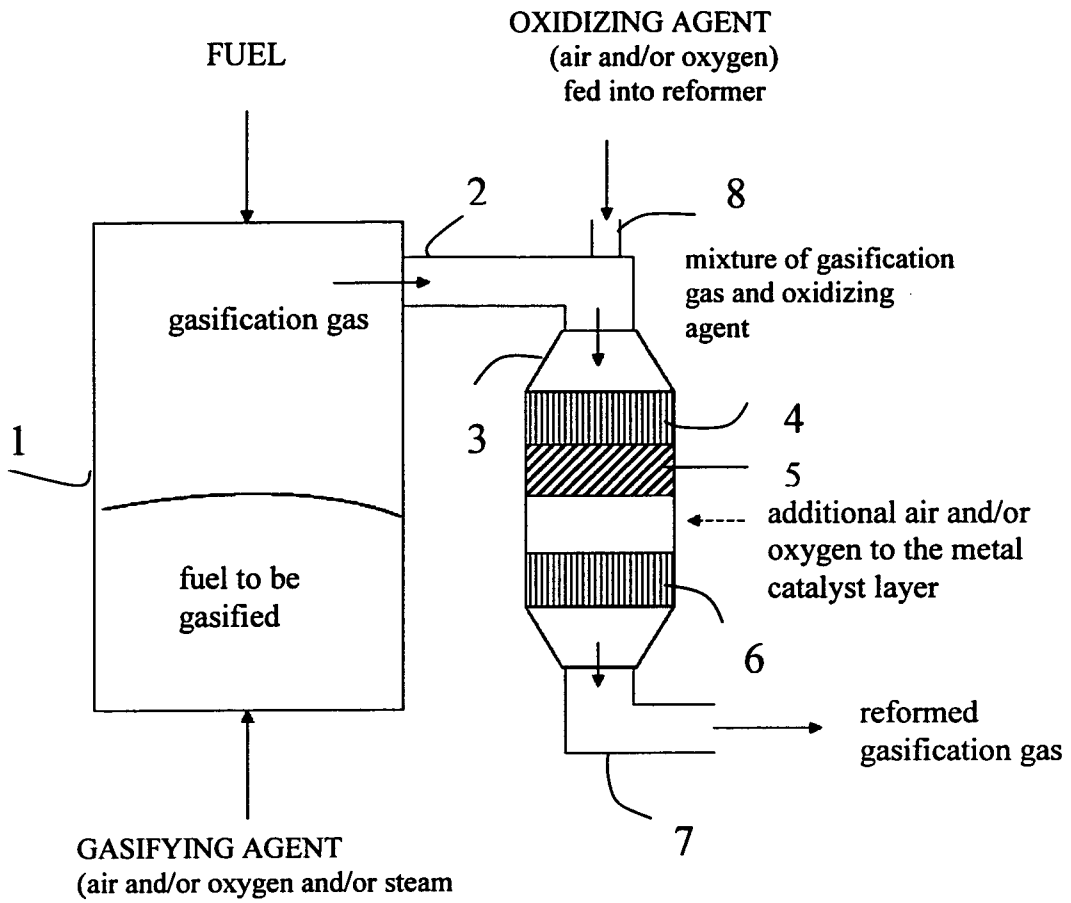 OXIDIZING AGENT
(air and/or oxygen)
fed into reformer
FUEL
2
8
mixture of gasification
gas and oxidizing
agent
gasification gas
3
4
1
5
additional air and/or
oxygen to the metal
catalyst layer
fuel to be
gasified
6
reformed
gasification gas
7
GASIFYING AGENT
(air and/or oxygen and/or steam